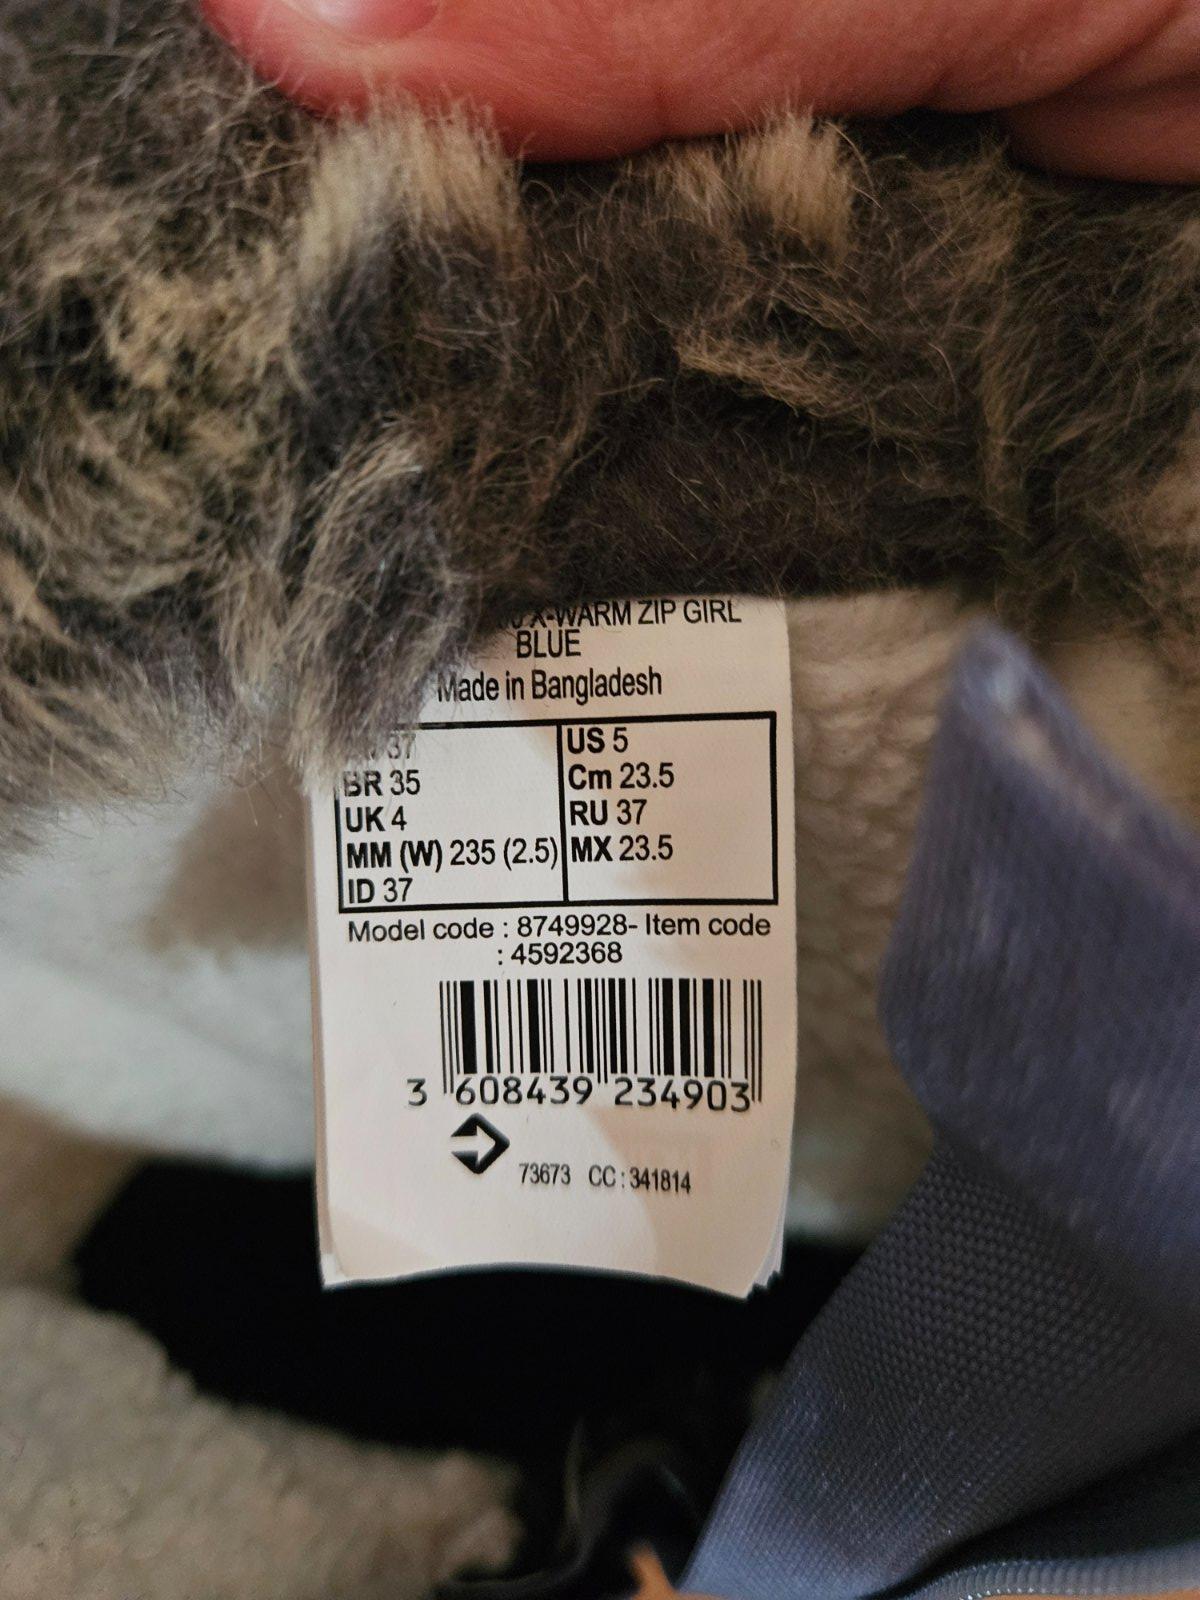 X-WARM ZIP GIRL
BLUE
Made in Bangladesh
37 US 5
BR 35 Cm 23.5
UK 4 RU 37
MM (W) 235 (2.5) MX 23.5
ID 37
Model code : 8749928- Item code
: 4592368
3 608439 234903
73673 CC : 341814